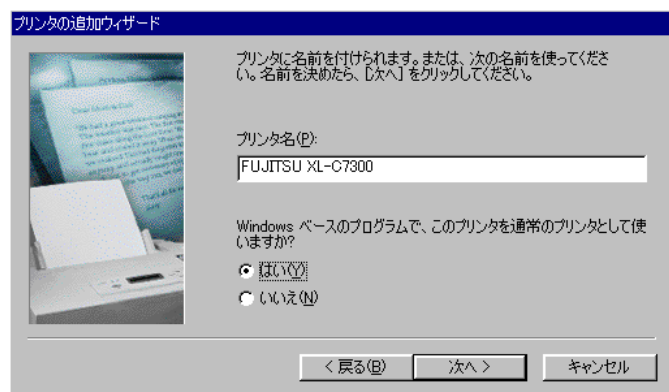 プリンタの追加ウィザード
プリンタに名前を付けられます。または、次の名前を使ってくださ
い。名前を決めたら、[次へ] をクリックしてください。
プリンタ名(P):
FUJITSU XL-C7300
Windows ベースのプログラムで、このプリンタを通常のプリンタとして使
いますか?
はい(Y)
いいえ(N)
< 戻る(B)
次へ >
キャンセル